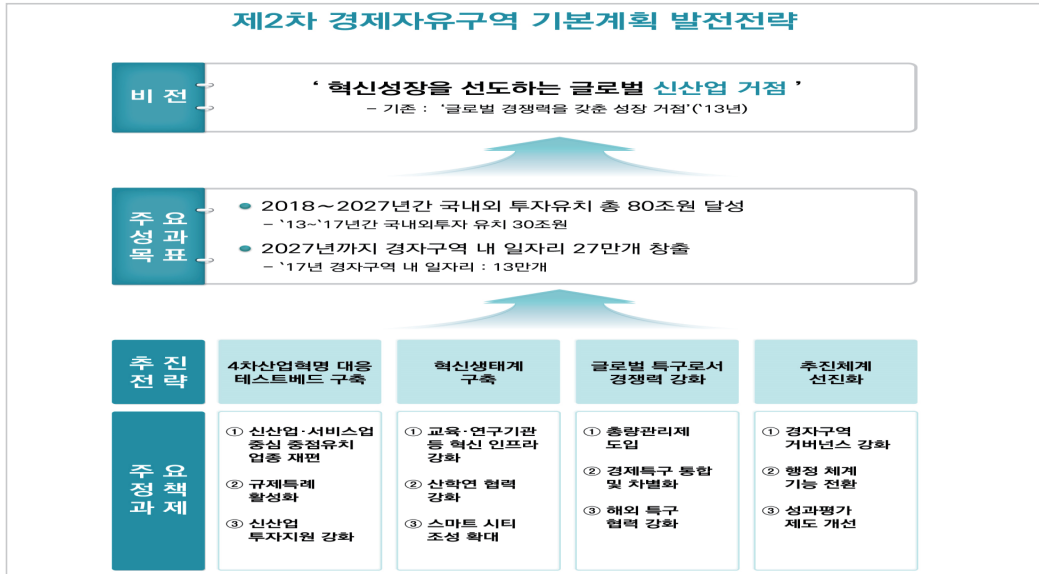 제2차 경제자유구역 기본계획 발전전략
비 전
‘ 혁신성장을 선도하는 글로벌 신산업 거점 ’
- 기존 : ‘글로벌 경쟁력을 갖춘 성장 거점’(‘13년)
주 요
성 과
목 표
● 2018~2027년간 국내외 투자유치 총 80조원 달성
- `13~`17년간 국내외투자 유치 30조원
● 2027년까지 경자구역 내 일자리 27만개 창출
- `17년 경자구역 내 일자리 : 13만개
추 진
전 략
4차산업혁명 대응
테스트베드 구축
혁신생태계
구축
글로벌 특구로서
경쟁력 강화
추진체계
선진화
주 요
정 책
과 제
① 신산업·서비스업
중심 중점유치
업종 재편
② 규제특례
활성화
③ 신산업
투자지원 강화
① 교육·연구기관
등 혁신 인프라
강화
② 산학연 협력
강화
③ 스마트 시티
조성 확대
① 총량관리제
도입
② 경제특구 통합
및 차별화
③ 해외 특구
협력 강화
① 경자구역
거버넌스 강화
② 행정 체계
기능 전환
③ 성과평가
제도 개선